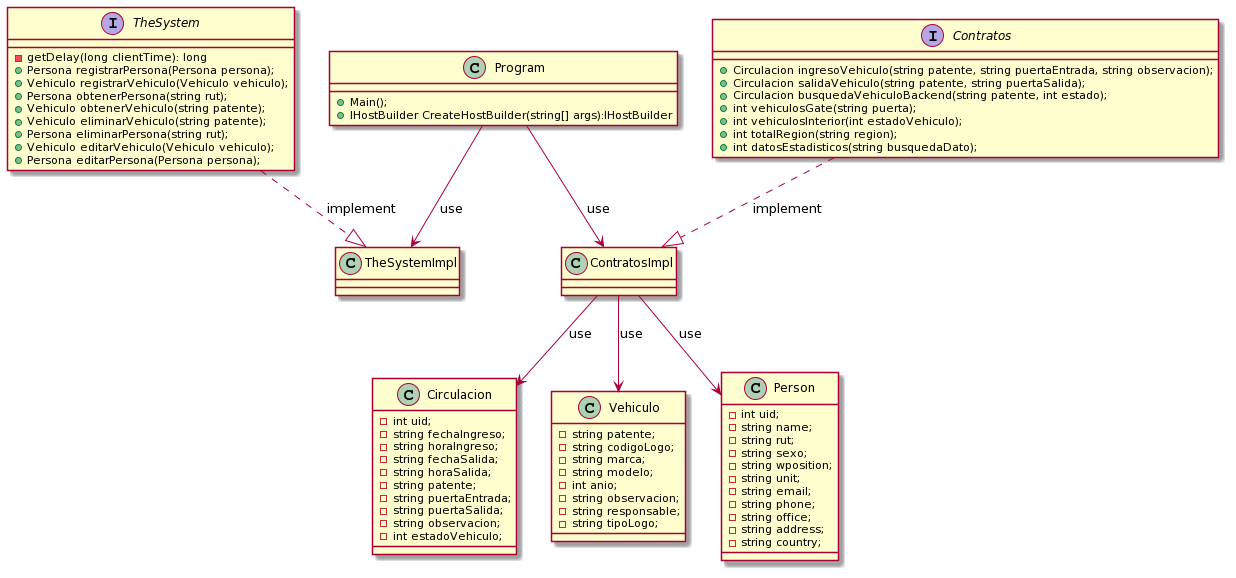 I TheSystem
getDelay(long clientTime): long
Persona registrarPersona(Persona persona);
Vehiculo registrarVehiculo(Vehiculo vehiculo);
Persona obtenerPersona(string rut);
Vehiculo obtenerVehiculo(string patente);
Vehiculo eliminarVehiculo(string patente);
Persona eliminarPersona(string rut);
Vehiculo editarVehiculo(Vehiculo vehiculo);
Persona editarPersona(Persona persona);
C Program
Main();
IHostBuilder CreateHostBuilder(string[] args):IHostBuilder
I Contratos
Circulacion ingresoVehiculo(string patente, string puertaEntrada, string observacion);
Circulacion salidaVehiculo(string patente, string puertaSalida);
Circulacion busquedaVehiculoBackend(string patente, int estado);
int vehiculosGate(string puerta);
int vehiculosInterior(int estadoVehiculo);
int totalRegion(string region);
int datosEstadisticos(string busquedaDato);
implement
use
use
implement
C TheSystemImpl
C ContratosImpl
use
use
use
C Circulacion
int uid;
string fechaIngreso;
string horaIngreso;
string fechaSalida;
string horaSalida;
string patente;
string puertaEntrada;
string puertaSalida;
string observacion;
int estadoVehiculo;
C Vehiculo
string patente;
string codigoLogo;
string marca;
string modelo;
int anio;
string observacion;
string responsable;
string tipoLogo;
C Person
int uid;
string name;
string rut;
string sexo;
string wposition;
string unit;
string email;
string phone;
string office;
string address;
string country;